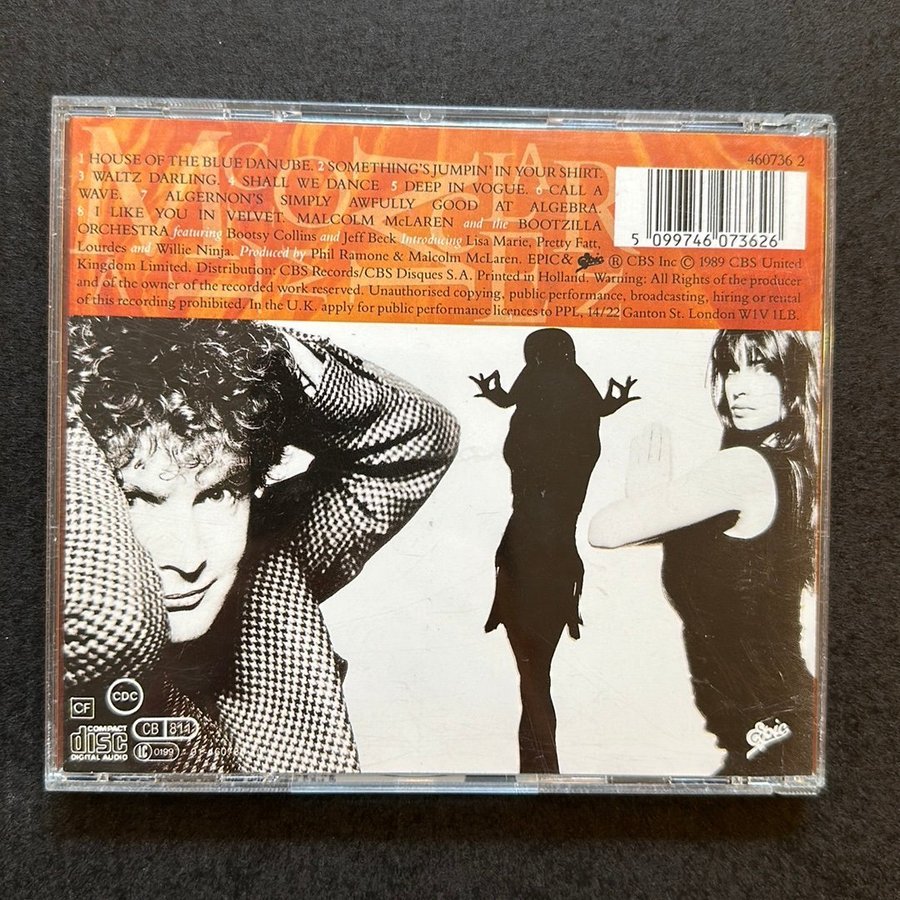 1 HOUSE OF THE BLUE DANUBE. 2 SOMETHING'S JUMPIN' IN YOUR SHIRT.
3 WALTZ DARLING. 4 SHALL WE DANCE. 5 DEEP IN VOGUE. 6 CALL A
WAVE. 7 ALGERNON'S SIMPLY AWFULLY GOOD AT ALGEBRA.
8 I LIKE YOU IN VELVET. MALCOLM McLAREN and the BOOTZILLA
ORCHESTRA featuring Bootsy Collins and Jeff Beck Introducing Lisa Marie, Pretty Fatt,
Lourdes and Willie Ninja. Produced by Phil Ramone & Malcolm McLaren. EPIC & Epic ® CBS Inc © 1989 CBS United
Kingdom Limited. Distribution: CBS Records/CBS Disques S.A. Printed in Holland. Warning: All Rights of the producer
and of the owner of the recorded work reserved. Unauthorised copying, public performance, broadcasting, hiring or rental
of this recording prohibited. In the U.K. apply for public performance licences to PPL, 14/22 Ganton St. London W1V 1LB.
460736 2
5 099746 073626
CF
CDC
COMPACT
disc
DIGITAL AUDIO
CB 811
LC 0199
Epic